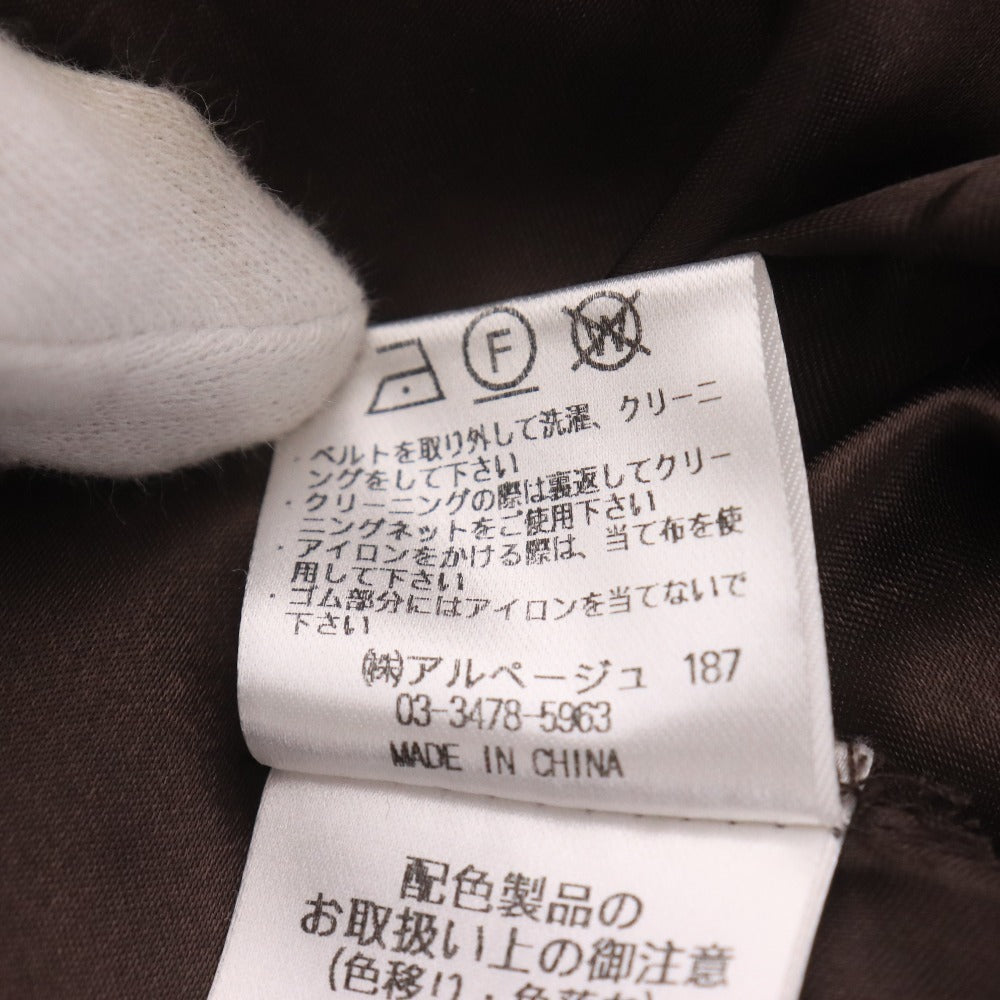 F W
・ベルトを取り外して洗濯、クリーニ
ングをして下さい
・クリーニングの際は裏返してクリー
ニングネットをご使用下さい
・アイロンをかける際は、当て布を使
用して下さい
・ゴム部分にはアイロンを当てないで
下さい
㈱アルページュ 187
03-3478-5963
MADE IN CHINA
配色製品の
お取扱い上の御注意
(色移り・色落ち)